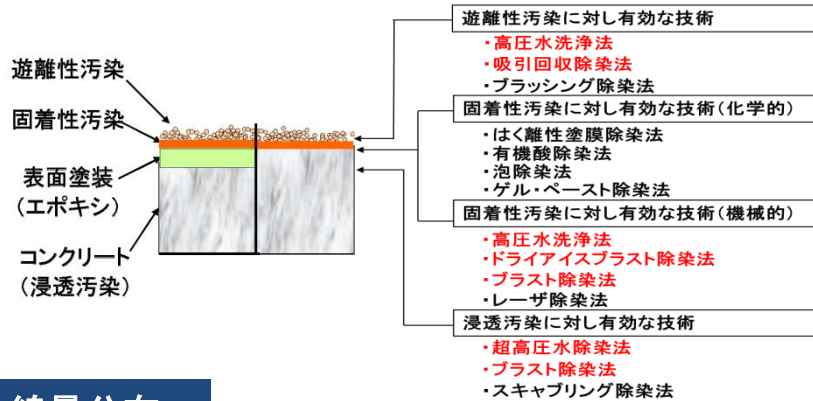 遊離性汚染
固着性汚染
表面塗装
(エポキシ)
コンクリート
(浸透汚染)
遊離性汚染に対し有効な技術
・高圧水洗浄法
・吸引回収除染法
・ブラッシング除染法
固着性汚染に対し有効な技術(化学的)
・はく離性塗膜除染法
・有機酸除染法
・泡除染法
・ゲル・ペースト除染法
固着性汚染に対し有効な技術(機械的)
・高圧水洗浄法
・ドライアイスブラスト除染法
・ブラスト除染法
・レーザ除染法
浸透汚染に対し有効な技術
・超高圧水除染法
・ブラスト除染法
・スキャブリング除染法